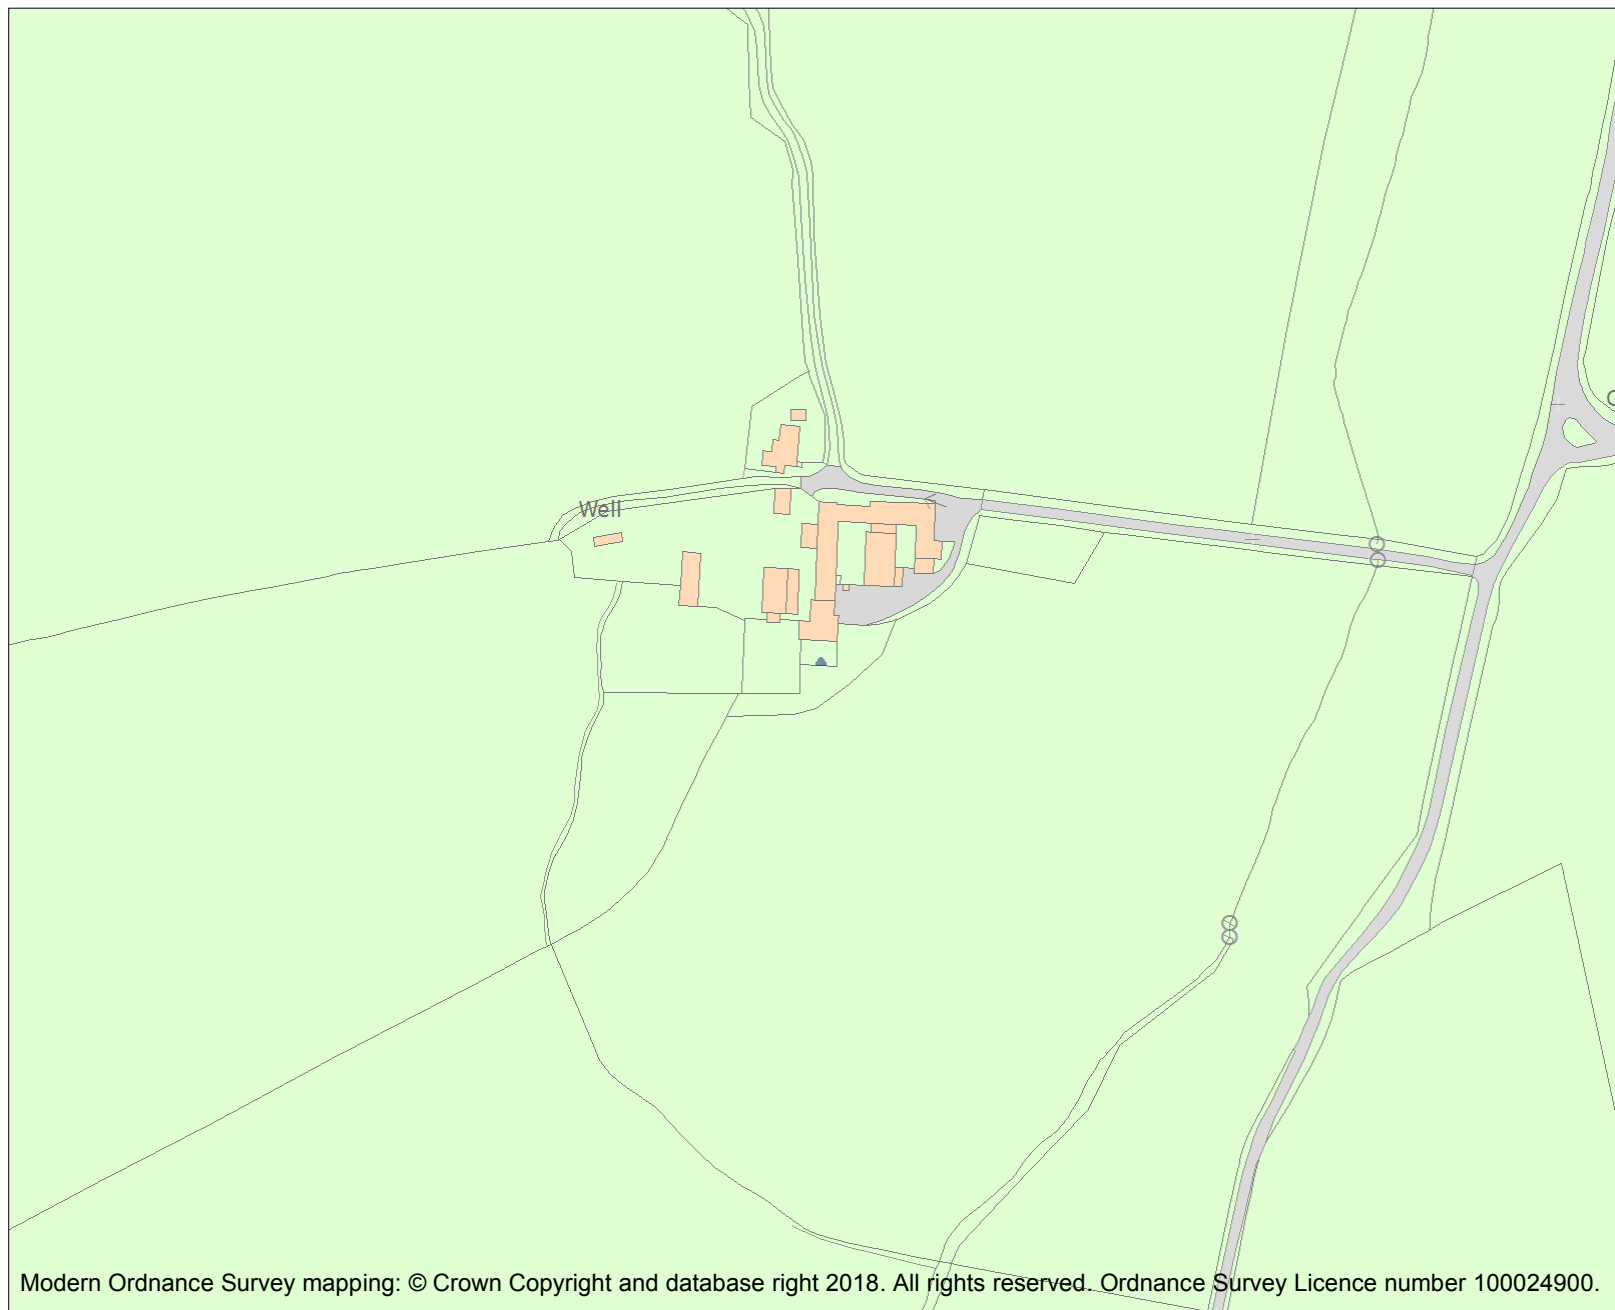 Well
Modern Ordnance Survey mapping: © Crown Copyright and database right 2018. All rights reserved. Ordnance Survey Licence number 100024900.